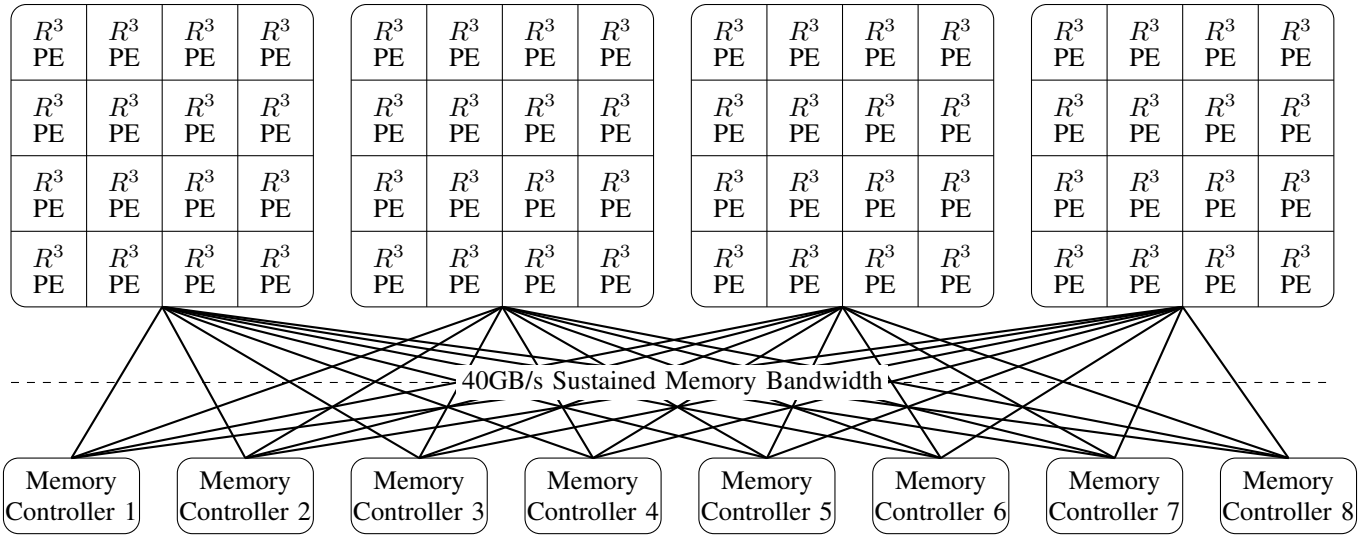 R³ R³ R³ R³ R³ R³ R³ R³ R³ R³ R³ R³ R³ R³ R³ R³
PE PE PE PE PE PE PE PE PE PE PE PE PE PE PE PE
R³ R³ R³ R³ R³ R³ R³ R³ R³ R³ R³ R³ R³ R³ R³ R³
PE PE PE PE PE PE PE PE PE PE PE PE PE PE PE PE
R³ R³ R³ R³ R³ R³ R³ R³ R³ R³ R³ R³ R³ R³ R³ R³
PE PE PE PE PE PE PE PE PE PE PE PE PE PE PE PE
R³ R³ R³ R³ R³ R³ R³ R³ R³ R³ R³ R³ R³ R³ R³ R³
PE PE PE PE PE PE PE PE PE PE PE PE PE PE PE PE
40GB/s Sustained Memory Bandwidth
Memory Memory Memory Memory Memory Memory Memory Memory
Controller 1 Controller 2 Controller 3 Controller 4 Controller 5 Controller 6 Controller 7 Controller 8